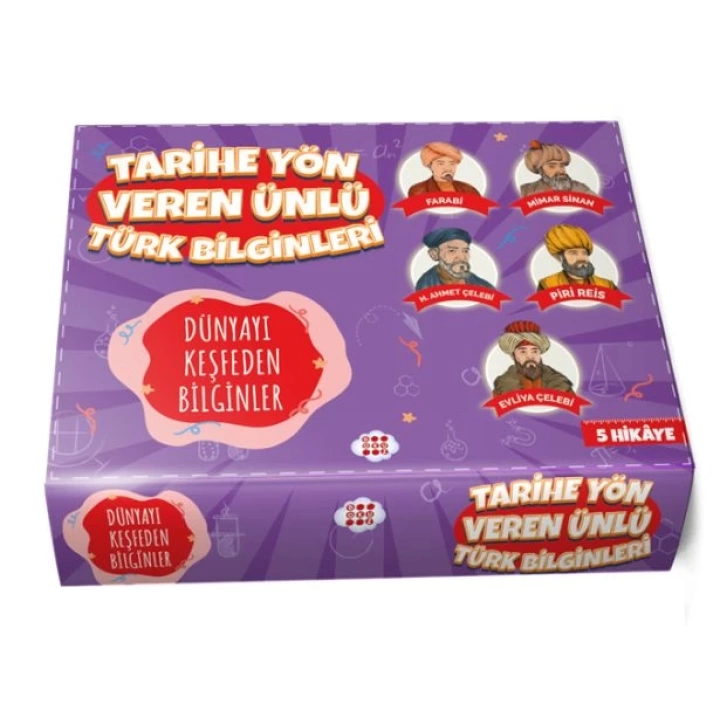 TARİHE YÖN
VEREN ÜNLÜ
TÜRK BİLGİNLERİ
FARABİ
MİMAR SİNAN
H. AHMET ÇELEBİ
PİRİ REİS
EVLİYA ÇELEBİ
DÜNYAYI
KEŞFEDEN
BİLGİNLER
5 HİKÂYE
DÜNYAYI
KEŞFEDEN
BİLGİNLER
TARİHE YÖN
VEREN ÜNLÜ
TÜRK BİLGİNLERİ